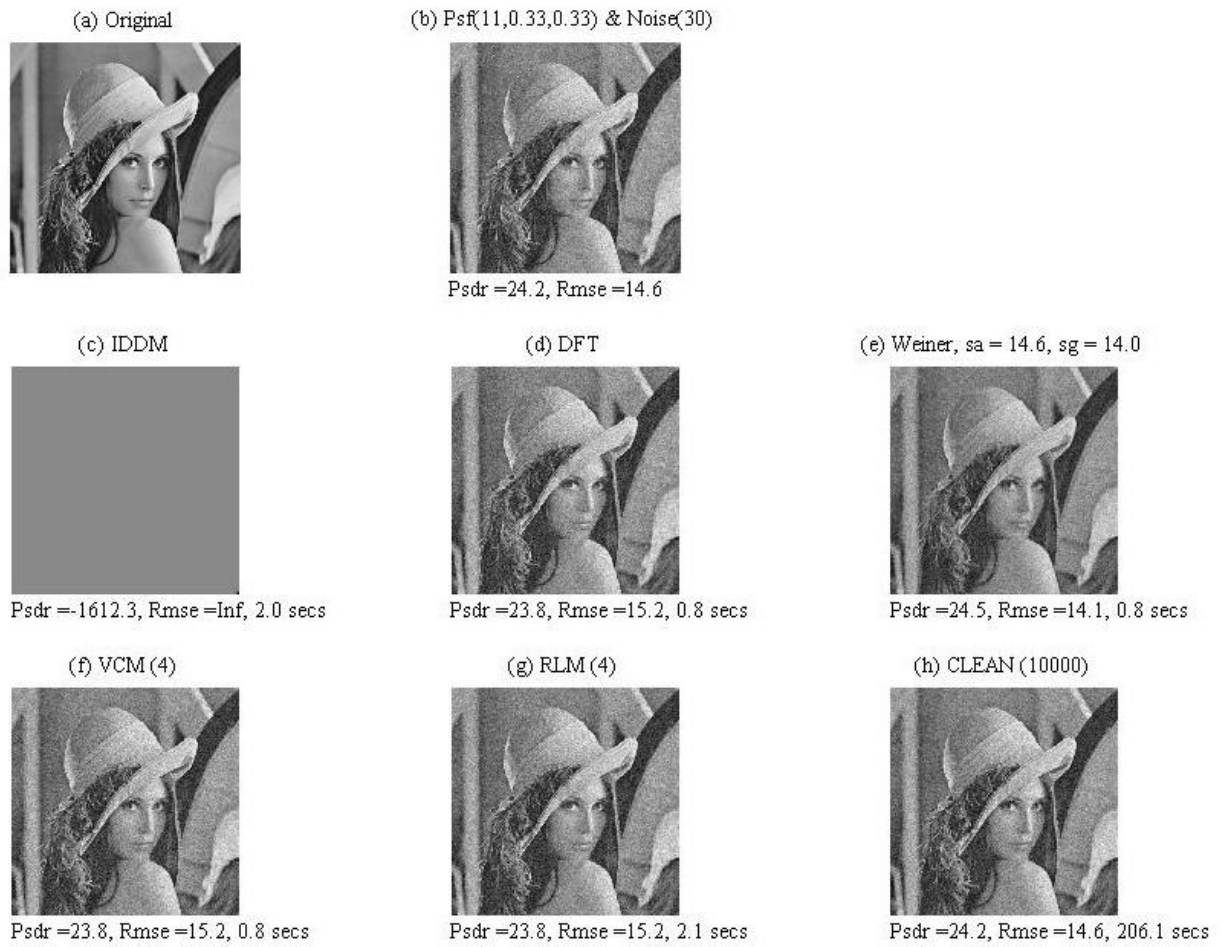 (a) Original
(b) Psf(11,0.33,0.33) & Noise(30)
Psdr =24.2, Rmse =14.6
(c) IDDM
(d) DFT
(e) Weiner, sa = 14.6, sg = 14.0
Psdr =-1612.3, Rmse =Inf, 2.0 secs
Psdr =23.8, Rmse =15.2, 0.8 secs
Psdr =24.5, Rmse =14.1, 0.8 secs
(f) VCM (4)
(g) RLM (4)
(h) CLEAN (10000)
Psdr =23.8, Rmse =15.2, 0.8 secs
Psdr =23.8, Rmse =15.2, 2.1 secs
Psdr =24.2, Rmse =14.6, 206.1 secs